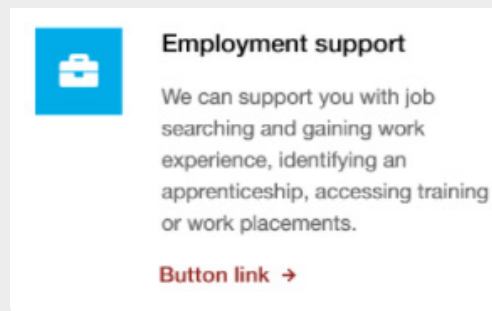 Employment support
We can support you with job
searching and gaining work
experience, identifying an
apprenticeship, accessing training
or work placements.
Button link →